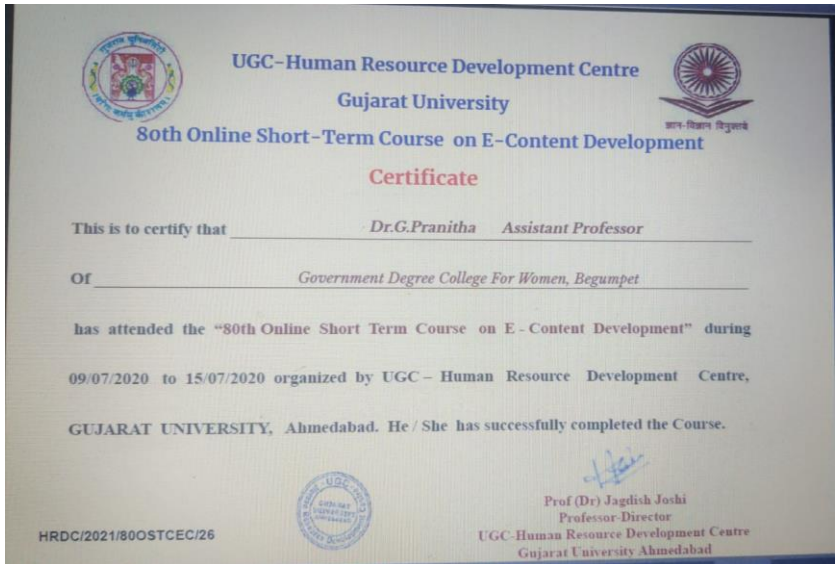 UGC-Human Resource Development Centre
Gujarat University
80th Online Short-Term Course on E-Content Development
ज्ञान-विज्ञान विमुक्तये
Certificate
This is to certify that Dr.G.Pranitha Assistant Professor
Of Government Degree College For Women, Begumpet
has attended the “80th Online Short Term Course on E - Content Development” during
09/07/2020 to 15/07/2020 organized by UGC – Human Resource Development Centre,
GUJARAT UNIVERSITY, Ahmedabad. He / She has successfully completed the Course.
Prof (Dr) Jagdish Joshi
Professor-Director
UGC-Human Resource Development Centre
Gujarat University Ahmedabad
HRDC/2021/80OSTCEC/26